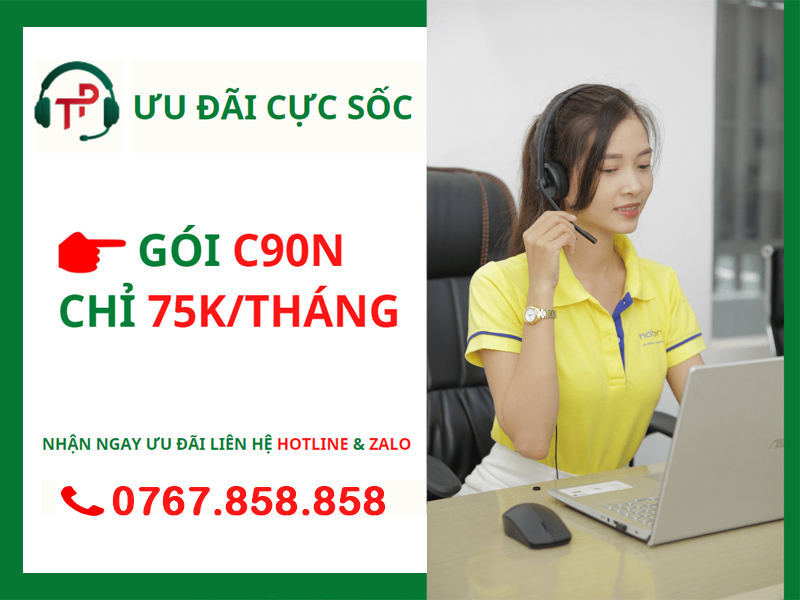 TP
ƯU ĐÃI CỰC SỐC
GÓI C90N
CHỈ 75K/THÁNG
NHẬN NGAY ƯU ĐÃI LIÊN HỆ HOTLINE & ZALO
0767.858.858